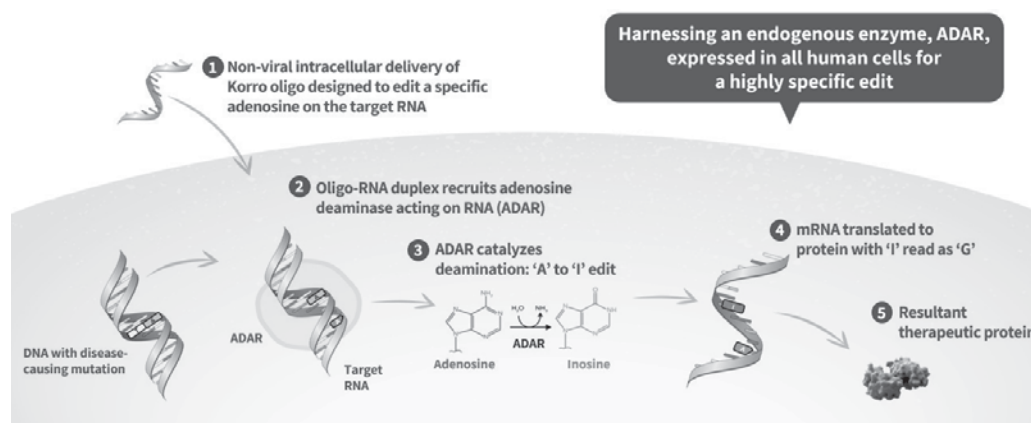 Harnessing an endogenous enzyme, ADAR,
expressed in all human cells for
a highly specific edit
1 Non-viral intracellular delivery of
Korro oligo designed to edit a specific
adenosine on the target RNA
2 Oligo-RNA duplex recruits adenosine
deaminase acting on RNA (ADAR)
3 ADAR catalyzes
deamination: ‘A’ to ‘I’ edit
4 mRNA translated to
protein with ‘I’ read as ‘G’
5 Resultant
therapeutic protein
DNA with disease-
causing mutation
ADAR
Target
RNA
NH₂
H₂O NH₃
ADAR
O
Adenosine
Inosine